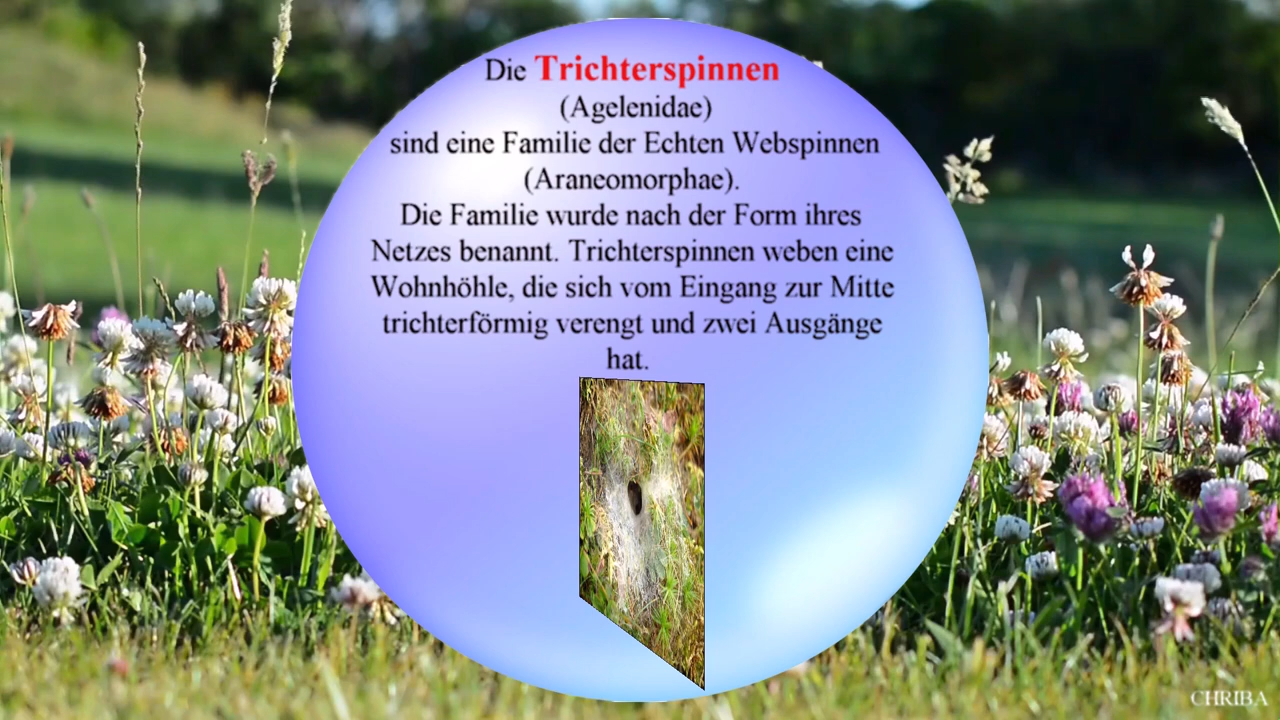 Die Trichterspinnen
(Agelenidae)
sind eine Familie der Echten Webspinnen
(Araneomorphae).
Die Familie wurde nach der Form ihres
Netzes benannt. Trichterspinnen weben eine
Wohnhöhle, die sich vom Eingang zur Mitte
trichterförmig verengt und zwei Ausgänge
hat.
CHRIBA